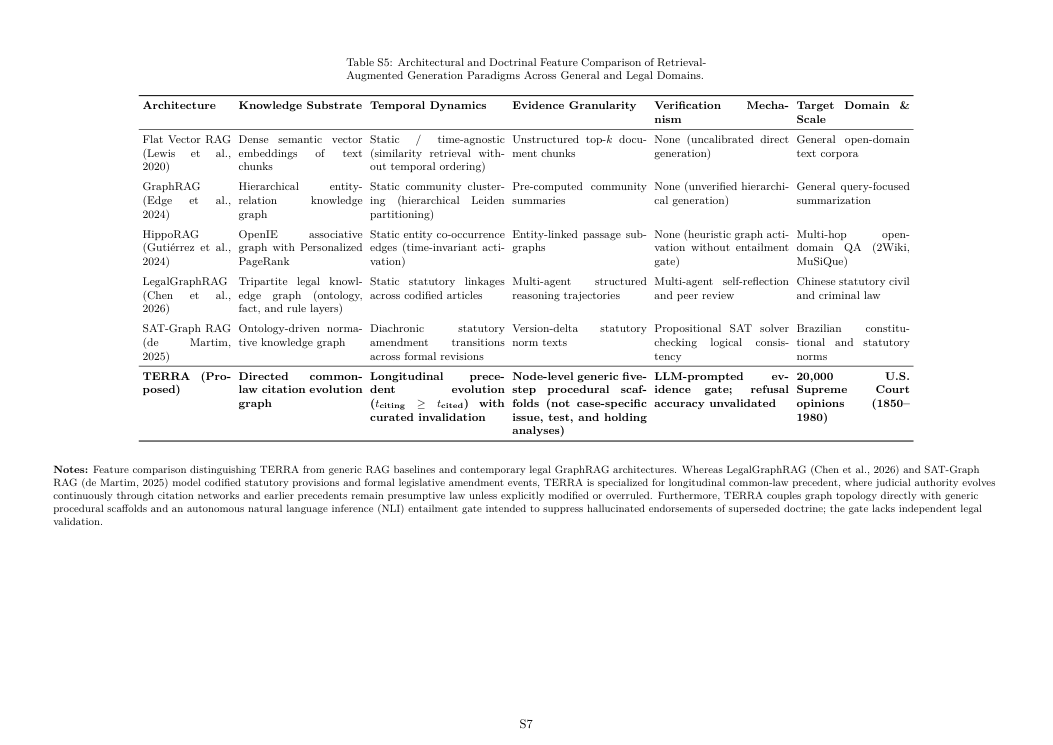 Table S5: Architectural and Doctrinal Feature Comparison of Retrieval-
Augmented Generation Paradigms Across General and Legal Domains.
Architecture Knowledge Substrate Temporal Dynamics Evidence Granularity Verification Mecha- Target Domain &
nism Scale
Flat Vector RAG Dense semantic vector Static / time-agnostic Unstructured top-k docu- None (uncalibrated direct General open-domain
(Lewis et al., embeddings of text (similarity retrieval with- ment chunks generation) text corpora
2020) chunks out temporal ordering)
GraphRAG Hierarchical entity- Static community cluster- Pre-computed community None (unverified hierarchi- General query-focused
(Edge et al., relation knowledge ing (hierarchical Leiden summaries cal generation) summarization
2024) graph partitioning)
HippoRAG OpenIE associative Static entity co-occurrence Entity-linked passage sub- None (heuristic graph acti- Multi-hop open-
(Gutiérrez et al., graph with Personalized edges (time-invariant acti- graphs vation without entailment domain QA (2Wiki,
2024) PageRank vation) gate) MuSiQue)
LegalGraphRAG Tripartite legal knowl- Static statutory linkages Multi-agent structured Multi-agent self-reflection Chinese statutory civil
(Chen et al., edge graph (ontology, across codified articles reasoning trajectories and peer review and criminal law
2026) fact, and rule layers)
SAT-Graph RAG Ontology-driven norma- Diachronic statutory Version-delta statutory Propositional SAT solver Brazilian constitu-
(de Martim, tive knowledge graph amendment transitions norm texts checking logical consis- tional and statutory
2025) across formal revisions tency norms
TERRA (Pro- Directed common- Longitudinal prece- Node-level generic five- LLM-prompted ev- 20,000 U.S.
posed) law citation evolution dent evolution step procedural scaf- idence gate; refusal Supreme Court
graph (t_citing ≥ t_cited) with folds (not case-specific accuracy unvalidated opinions (1850–
curated invalidation issue, test, and holding 1980)
analyses)
Notes: Feature comparison distinguishing TERRA from generic RAG baselines and contemporary legal GraphRAG architectures. Whereas LegalGraphRAG (Chen et al., 2026) and SAT-Graph
RAG (de Martim, 2025) model codified statutory provisions and formal legislative amendment events, TERRA is specialized for longitudinal common-law precedent, where judicial authority evolves
continuously through citation networks and earlier precedents remain presumptive law unless explicitly modified or overruled. Furthermore, TERRA couples graph topology directly with generic
procedural scaffolds and an autonomous natural language inference (NLI) entailment gate intended to suppress hallucinated endorsements of superseded doctrine; the gate lacks independent legal
validation.
S7